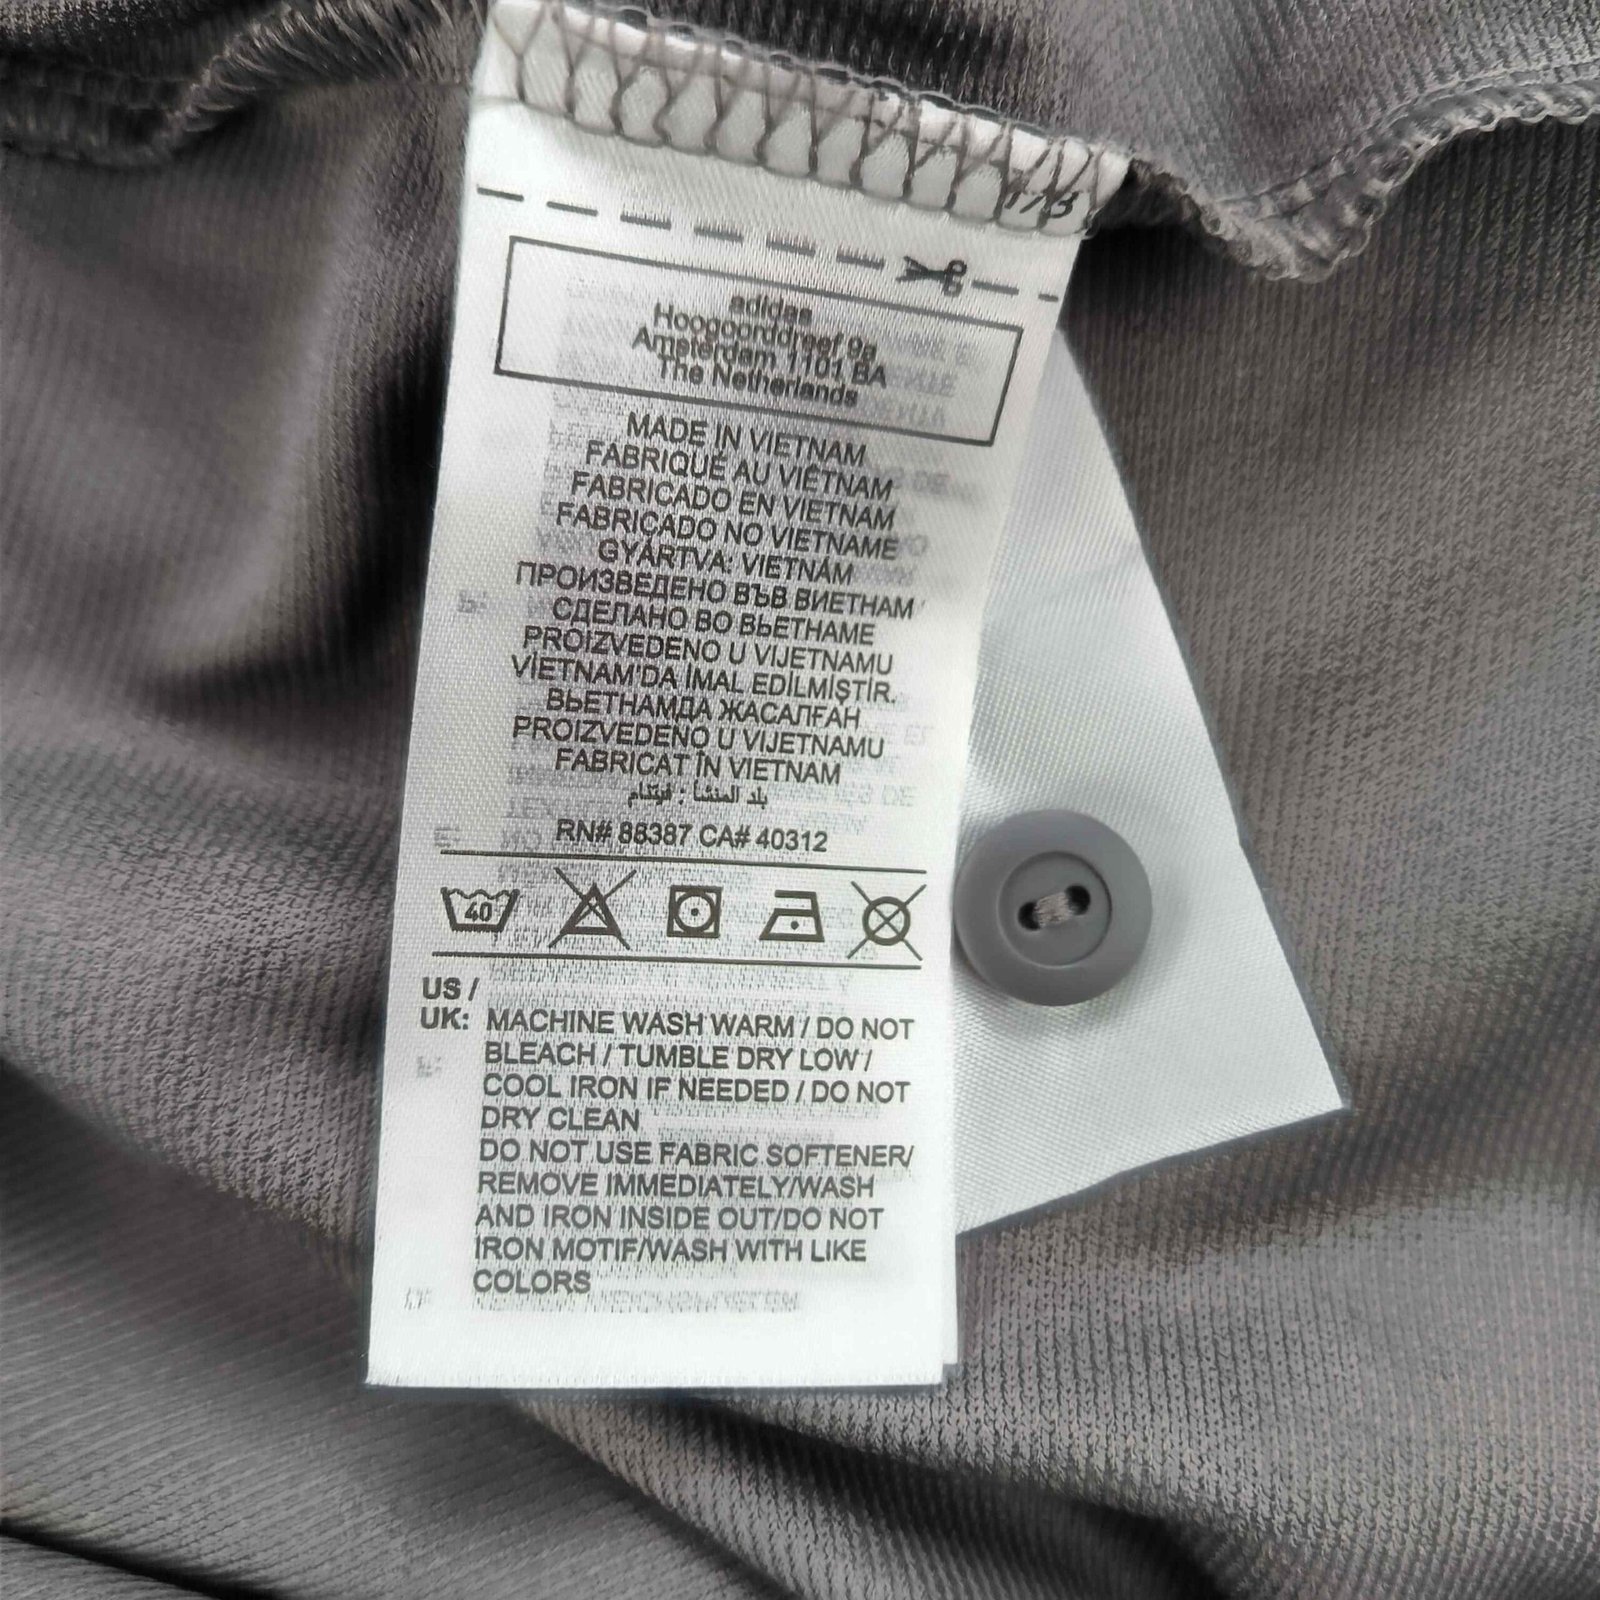 1/3
adidas
Hoogoorddreef 9a
Amsterdam 1101 BA
The Netherlands
MADE IN VIETNAM
FABRIQUÉ AU VIÊTNAM
FABRICADO EN VIETNAM
FABRICADO NO VIETNAME
GYÁRTVA: VIETNÁM
ПРОИЗВЕДЕНО ВЪВ ВИЕТНАМ
СДЕЛАНО ВО ВЬЕТНАМЕ
PROIZVEDENO U VIJETNAMU
VİETNAM'DA İMAL EDİLMİŞTİR.
ВЬЕТНАМДА ЖАСАЛҒАН
PROIZVEDENO U VIJETNAMU
FABRICAT ÎN VIETNAM
بلد المنشأ : فيتنام
RN# 88387 CA# 40312
40
US /
UK: MACHINE WASH WARM / DO NOT
BLEACH / TUMBLE DRY LOW /
COOL IRON IF NEEDED / DO NOT
DRY CLEAN
DO NOT USE FABRIC SOFTENER/
REMOVE IMMEDIATELY/WASH
AND IRON INSIDE OUT/DO NOT
IRON MOTIF/WASH WITH LIKE
COLORS